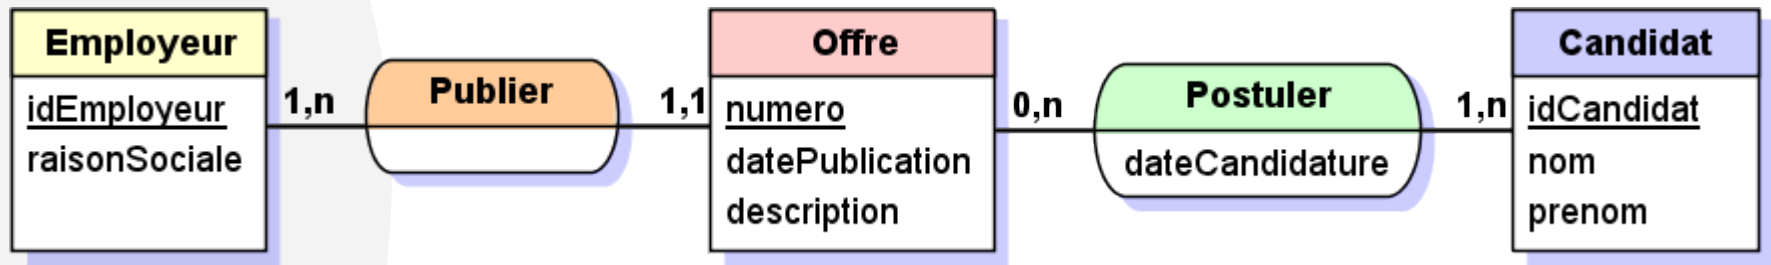 Employeur
idEmployeur
raisonSociale
1,n
Publier
1,1
Offre
numero
datePublication
description
0,n
Postuler
dateCandidature
1,n
Candidat
idCandidat
nom
prenom